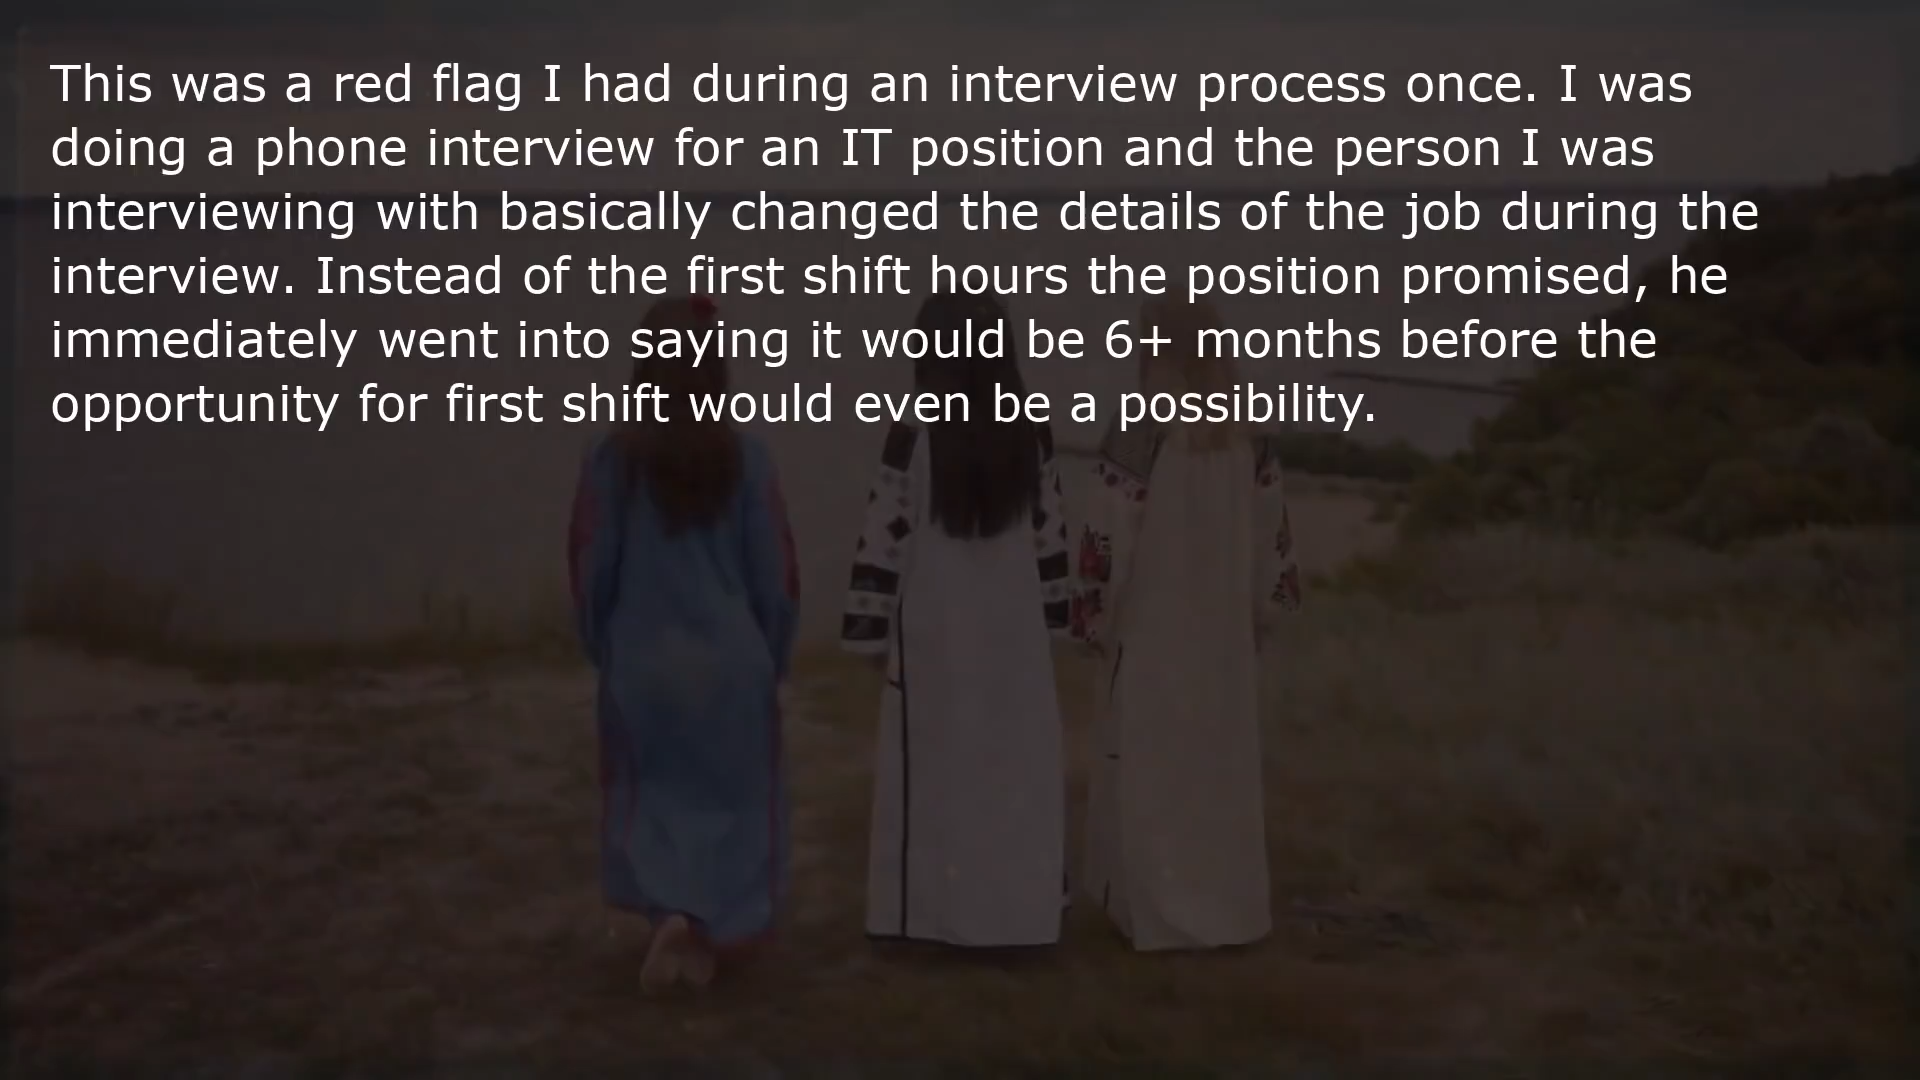 This was a red flag I had during an interview process once. I was
doing a phone interview for an IT position and the person I was
interviewing with basically changed the details of the job during the
interview. Instead of the first shift hours the position promised, he
immediately went into saying it would be 6+ months before the
opportunity for first shift would even be a possibility.